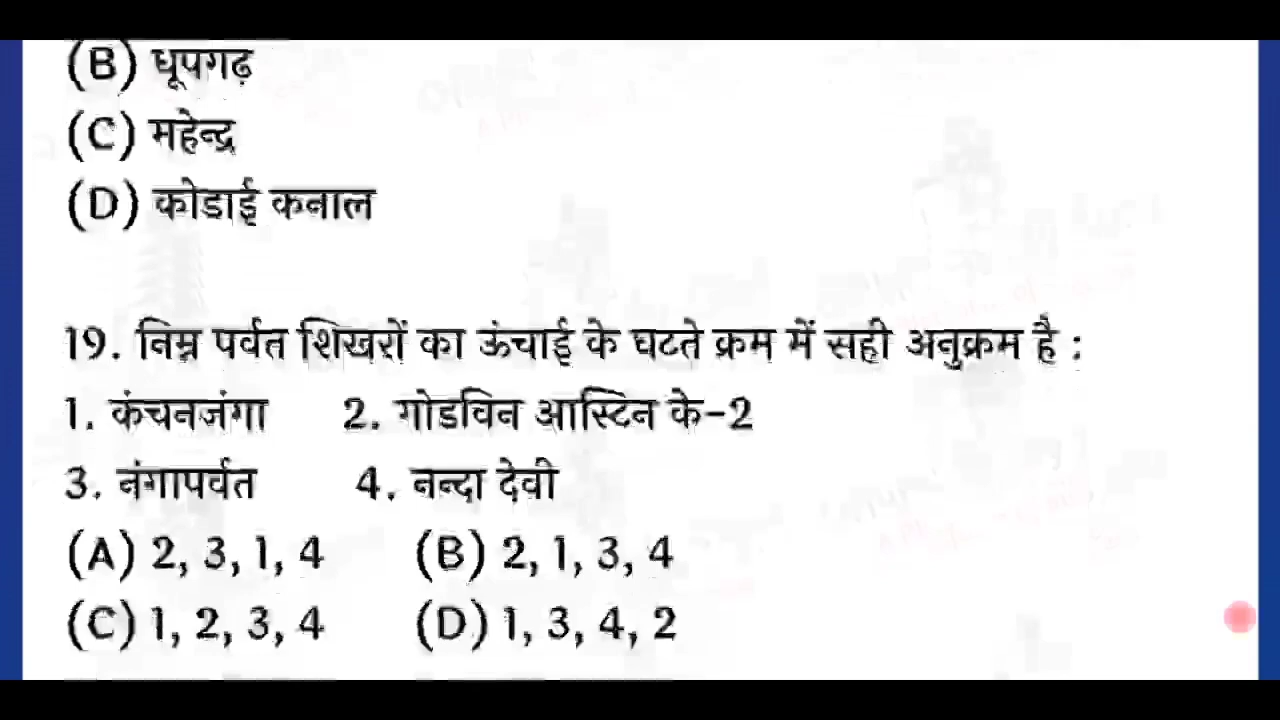 (B) धूपगढ़
(C) महेन्द्र
(D) कोडाई कनाल
19. निम्न पर्वत शिखरों का ऊंचाई के घटते क्रम में सही अनुक्रम है :
1. कंचनजंगा 2. गोडविन आस्टिन के-2
3. नंगापर्वत 4. नन्दा देवी
(A) 2, 3, 1, 4 (B) 2, 1, 3, 4
(C) 1, 2, 3, 4 (D) 1, 3, 4, 2